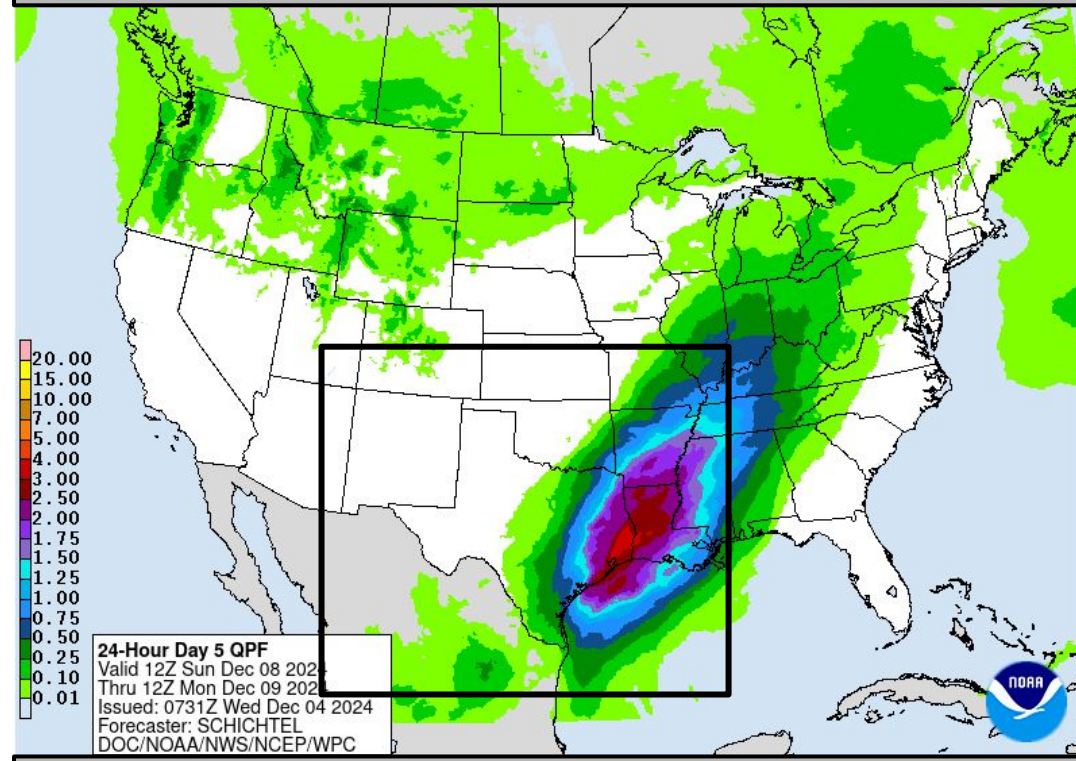 20.00
15.00
10.00
7.00
5.00
4.00
3.00
2.50
2.00
1.75
1.50
1.25
1.00
0.75
0.50
0.25
0.10
0.01
24-Hour Day 5 QPF
Valid 12Z Sun Dec 08 2024
Thru 12Z Mon Dec 09 2024
Issued: 0731Z Wed Dec 04 2024
Forecaster: SCHICHTEL
DOC/NOAA/NWS/NCEP/WPC
NOAA